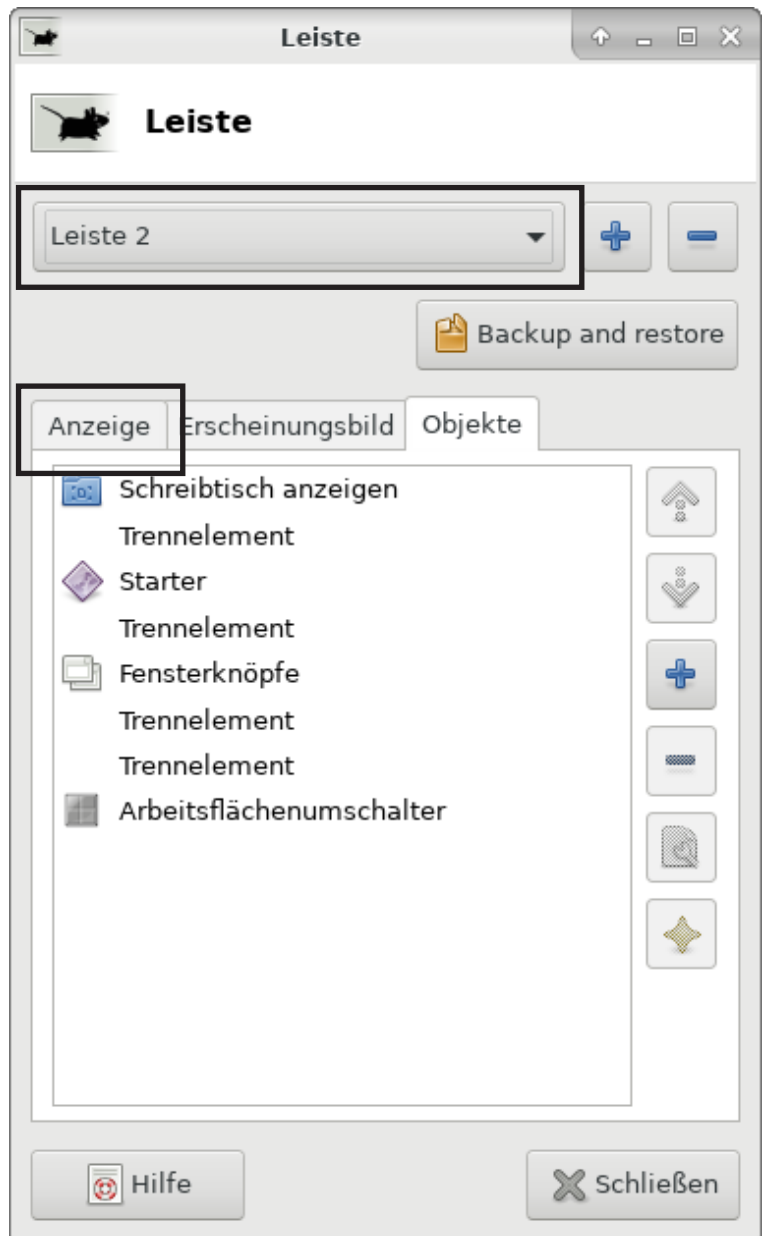 Leiste
Leiste
Leiste 2
Backup and restore
Anzeige Erscheinungsbild Objekte
Schreibtisch anzeigen
Trennelement
Starter
Trennelement
Fensterknöpfe
Trennelement
Trennelement
Arbeitsflächenumschalter
Hilfe Schließen